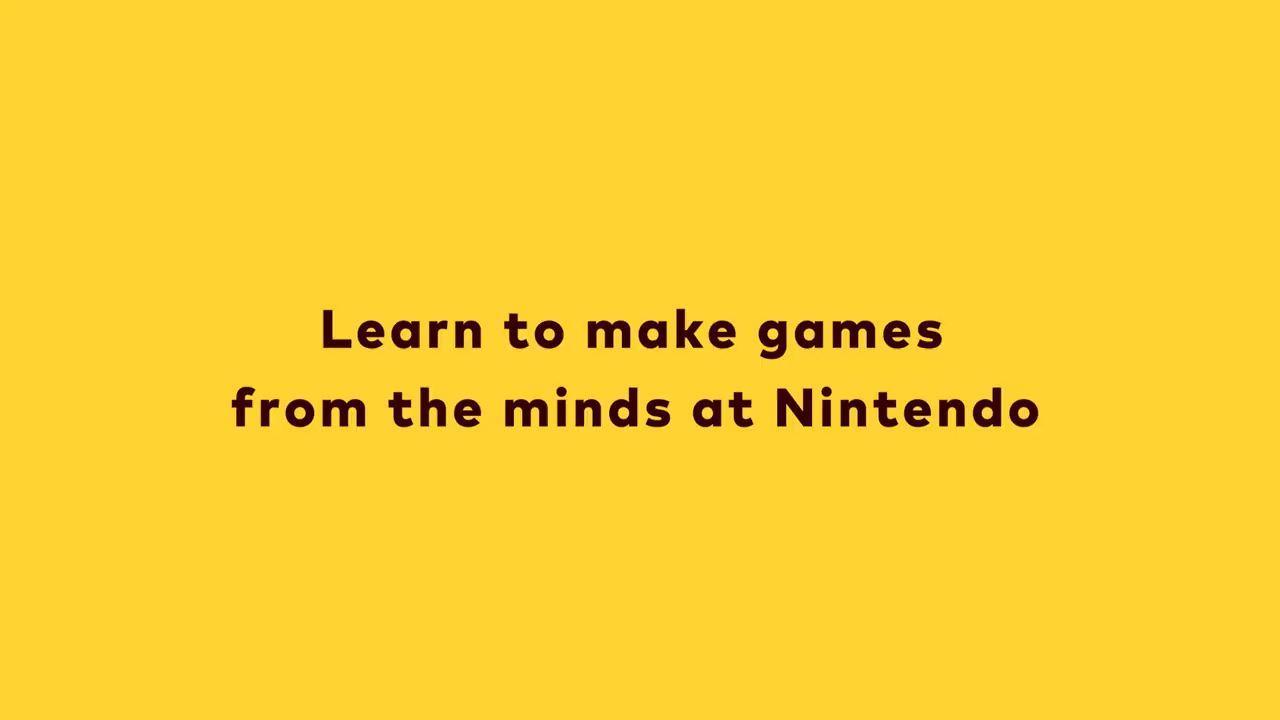 Learn to make games
from the minds at Nintendo